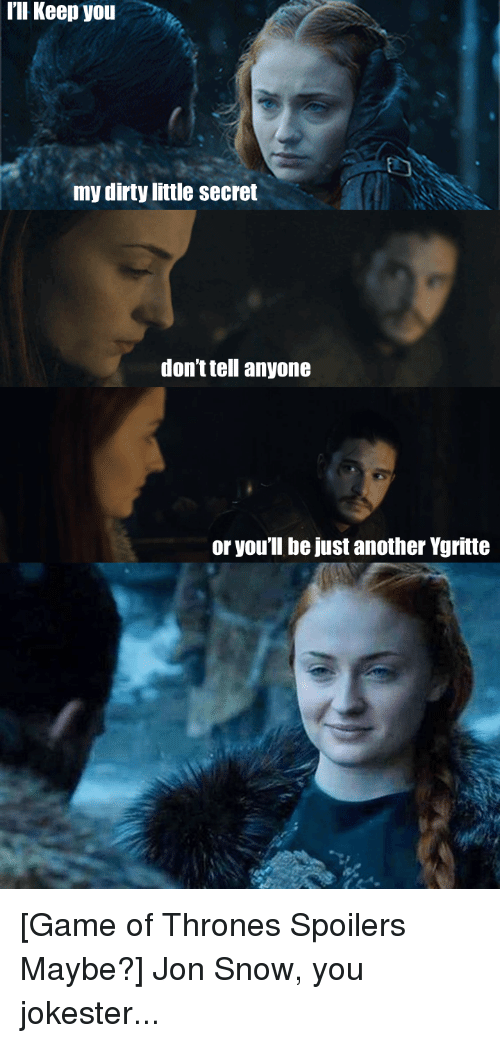 I'll Keep you
my dirty little secret
don't tell anyone
or you'll be just another Ygritte
[Game of Thrones Spoilers
Maybe?] Jon Snow, you
jokester...